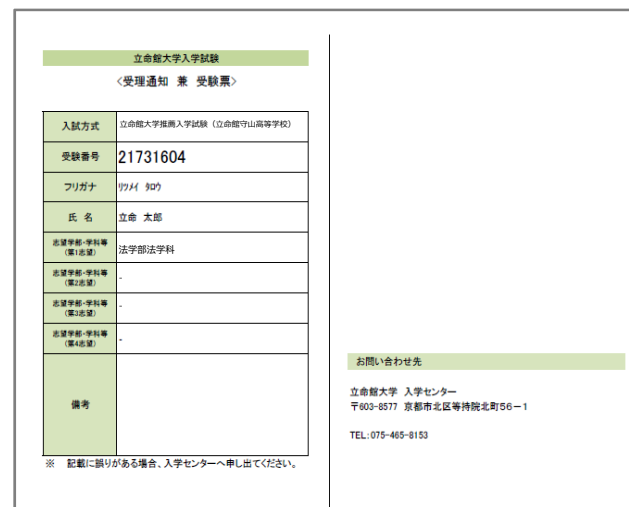 立命館大学入学試験
<受理通知 兼 受験票>
入試方式 立命館大学推薦入学試験（立命館守山高等学校）
受験番号 21731604
フリガナ ﾘﾂﾒｲ ﾀﾛｳ
氏 名 立命 太郎
志望学部・学科等
（第1志望） 法学部法学科
志望学部・学科等
（第2志望） -
志望学部・学科等
（第3志望） -
志望学部・学科等
（第4志望） -
備考
※ 記載に誤りがある場合、入学センターへ申し出てください。
お問い合わせ先
立命館大学 入学センター
〒603-8577 京都市北区等持院北町56－1
TEL:075-465-8153